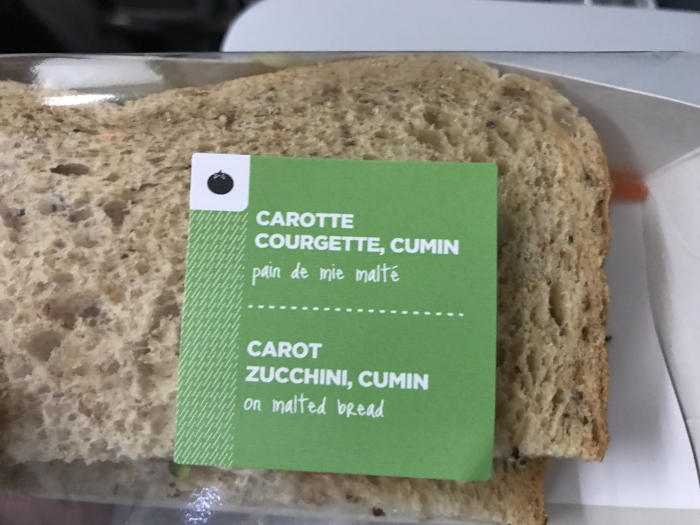 CAROTTE
COURGETTE, CUMIN
pain de mie malté
CAROT
ZUCCHINI, CUMIN
on malted bread